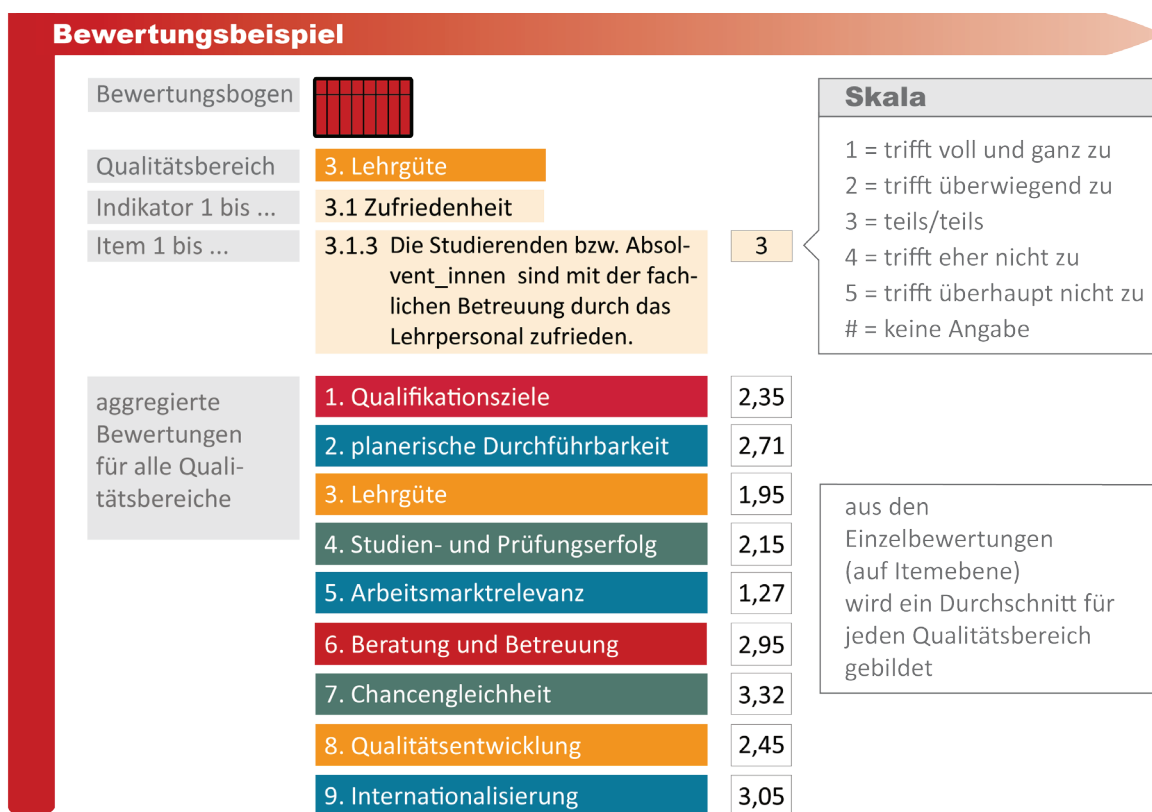 Bewertungsbeispiel
Bewertungsbogen
Qualitätsbereich
3. Lehrgüte
Indikator 1 bis ...
3.1 Zufriedenheit
Item 1 bis ...
3.1.3 Die Studierenden bzw. Absol-
vent_innen sind mit der fach-
lichen Betreuung durch das
Lehrpersonal zufrieden.
3
Skala
1 = trifft voll und ganz zu
2 = trifft überwiegend zu
3 = teils/teils
4 = trifft eher nicht zu
5 = trifft überhaupt nicht zu
# = keine Angabe
aggregierte
Bewertungen
für alle Quali-
tätsbereiche
1. Qualifikationsziele 2,35
2. planerische Durchführbarkeit 2,71
3. Lehrgüte 1,95
4. Studien- und Prüfungserfolg 2,15
5. Arbeitsmarktrelevanz 1,27
6. Beratung und Betreuung 2,95
7. Chancengleichheit 3,32
8. Qualitätsentwicklung 2,45
9. Internationalisierung 3,05
aus den
Einzelbewertungen
(auf Itemebene)
wird ein Durchschnitt für
jeden Qualitätsbereich
gebildet